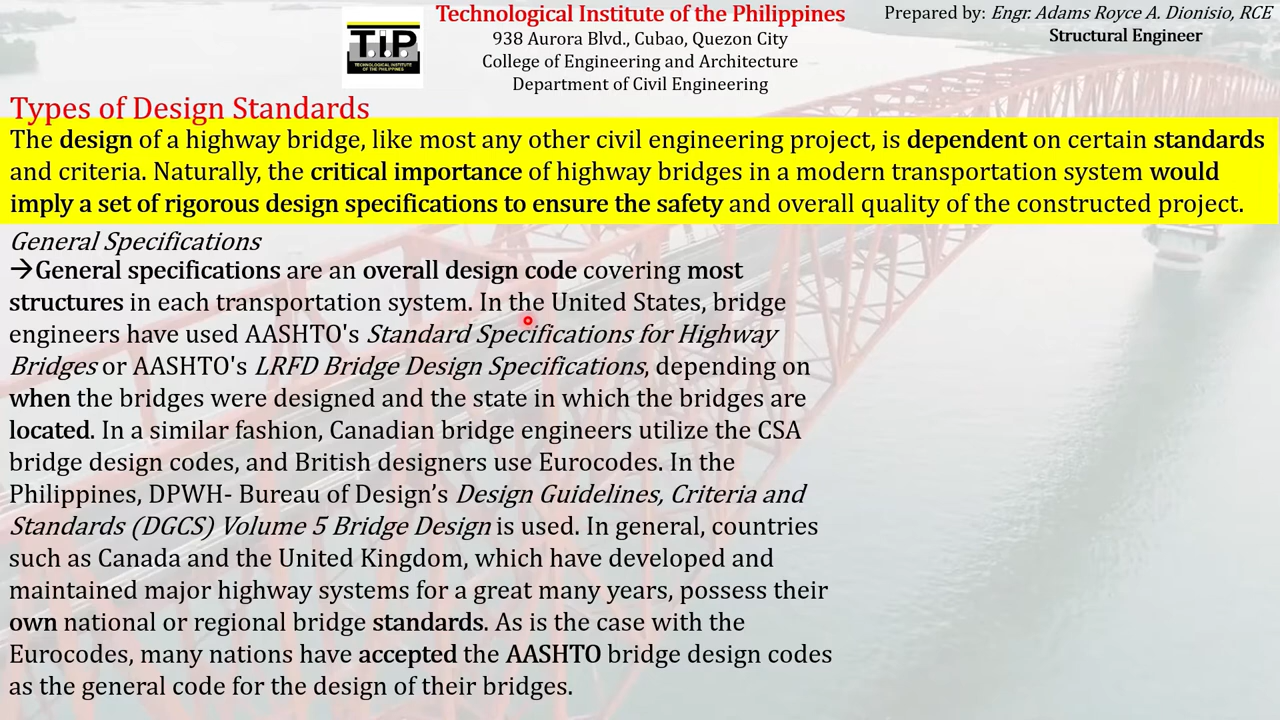 Technological Institute of the Philippines
938 Aurora Blvd., Cubao, Quezon City
College of Engineering and Architecture
Department of Civil Engineering
Prepared by: Engr. Adams Royce A. Dionisio, RCE
Structural Engineer
T.I.P
TECHNOLOGICAL INSTITUTE
OF THE PHILIPPINES
Types of Design Standards
The design of a highway bridge, like most any other civil engineering project, is dependent on certain standards
and criteria. Naturally, the critical importance of highway bridges in a modern transportation system would
imply a set of rigorous design specifications to ensure the safety and overall quality of the constructed project.
General Specifications
→General specifications are an overall design code covering most
structures in each transportation system. In the United States, bridge
engineers have used AASHTO's Standard Specifications for Highway
Bridges or AASHTO's LRFD Bridge Design Specifications, depending on
when the bridges were designed and the state in which the bridges are
located. In a similar fashion, Canadian bridge engineers utilize the CSA
bridge design codes, and British designers use Eurocodes. In the
Philippines, DPWH- Bureau of Design’s Design Guidelines, Criteria and
Standards (DGCS) Volume 5 Bridge Design is used. In general, countries
such as Canada and the United Kingdom, which have developed and
maintained major highway systems for a great many years, possess their
own national or regional bridge standards. As is the case with the
Eurocodes, many nations have accepted the AASHTO bridge design codes
as the general code for the design of their bridges.